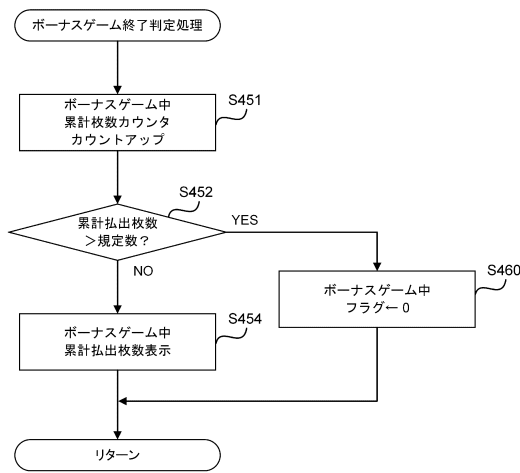 ボーナスゲーム終了判定処理
S451
ボーナスゲーム中
累計枚数カウンタ
カウントアップ
S452
累計払出枚数
＞規定数？
YES
NO
S460
ボーナスゲーム中
フラグ←0
S454
ボーナスゲーム中
累計払出枚数表示
リターン